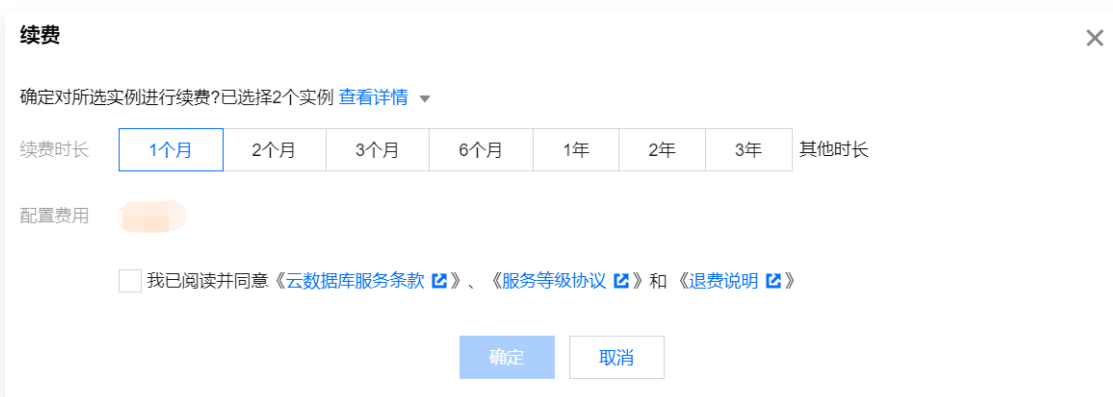 续费
确定对所选实例进行续费?已选择2个实例 查看详情
续费时长 1个月 2个月 3个月 6个月 1年 2年 3年 其他时长
配置费用
我已阅读并同意《云数据库服务条款》、《服务等级协议》和 《退费说明》
确定 取消